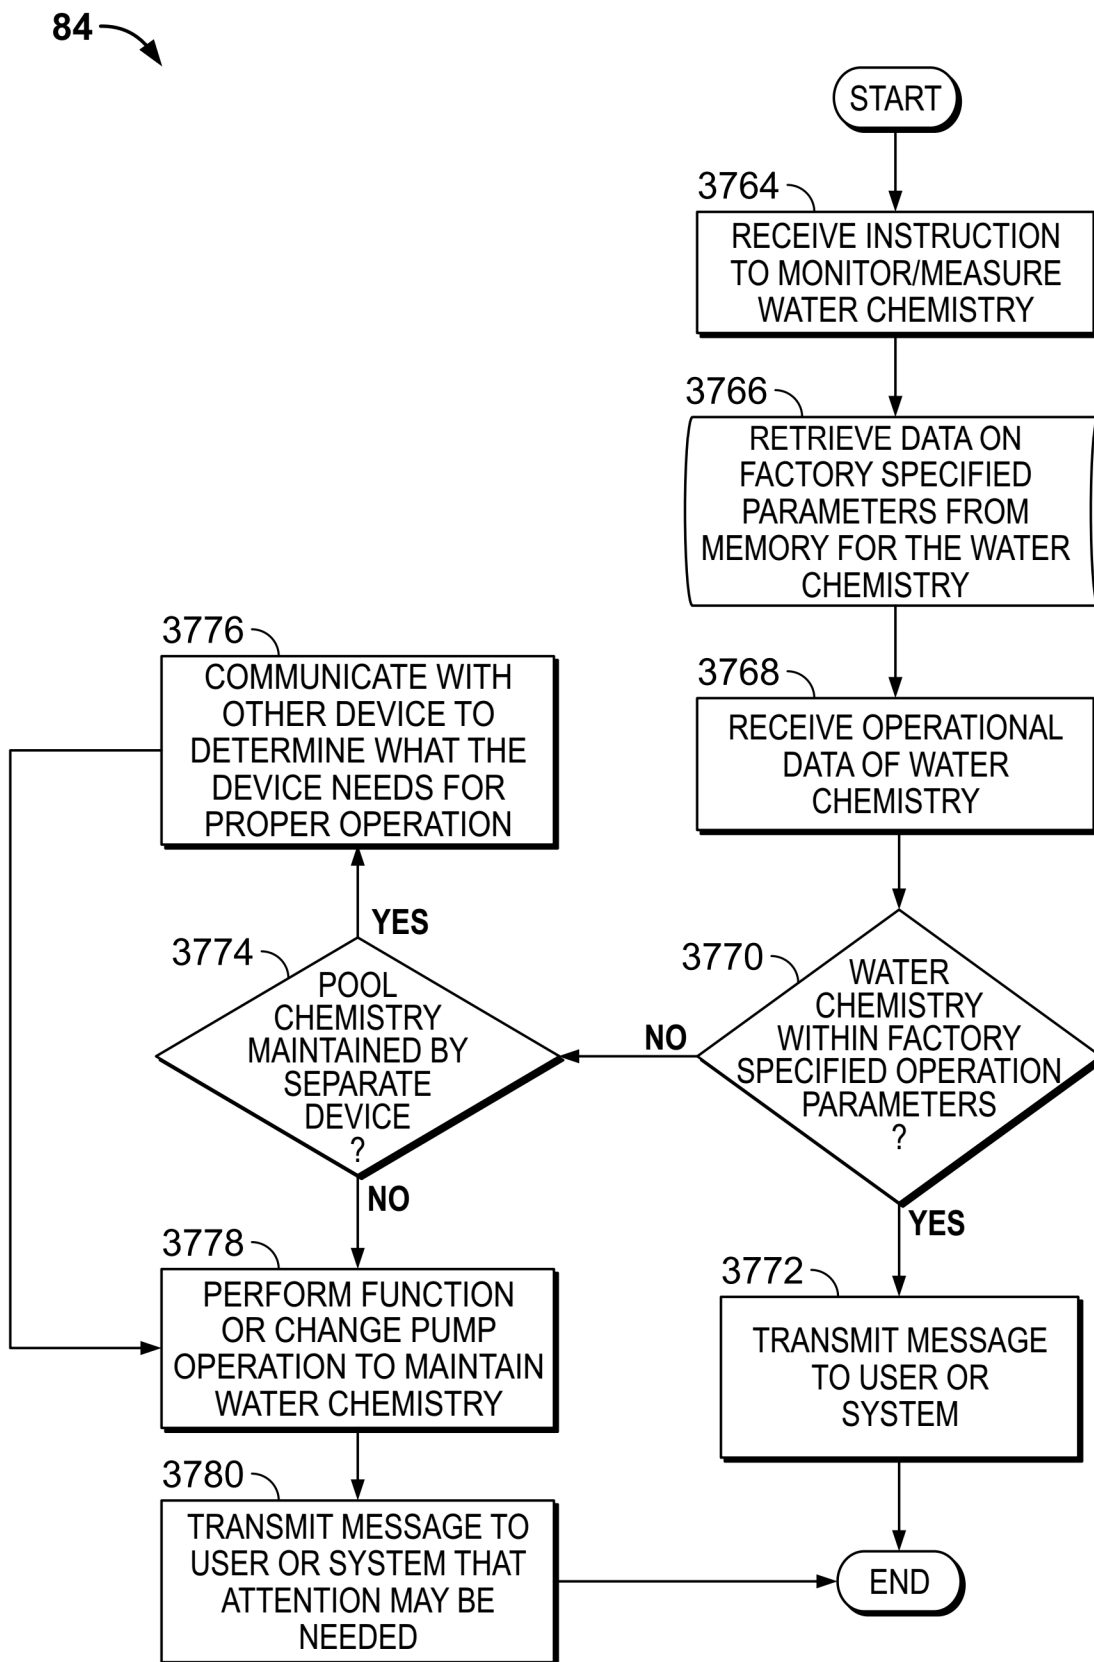 84
START
3764
RECEIVE INSTRUCTION
TO MONITOR/MEASURE
WATER CHEMISTRY
3766
RETRIEVE DATA ON
FACTORY SPECIFIED
PARAMETERS FROM
MEMORY FOR THE WATER
CHEMISTRY
3768
RECEIVE OPERATIONAL
DATA OF WATER
CHEMISTRY
3770
WATER
CHEMISTRY
WITHIN FACTORY
SPECIFIED OPERATION
PARAMETERS
?
NO
YES
3772
TRANSMIT MESSAGE
TO USER OR
SYSTEM
3774
POOL
CHEMISTRY
MAINTAINED BY
SEPARATE
DEVICE
?
YES
NO
3776
COMMUNICATE WITH
OTHER DEVICE TO
DETERMINE WHAT THE
DEVICE NEEDS FOR
PROPER OPERATION
3778
PERFORM FUNCTION
OR CHANGE PUMP
OPERATION TO MAINTAIN
WATER CHEMISTRY
3780
TRANSMIT MESSAGE TO
USER OR SYSTEM THAT
ATTENTION MAY BE
NEEDED
END